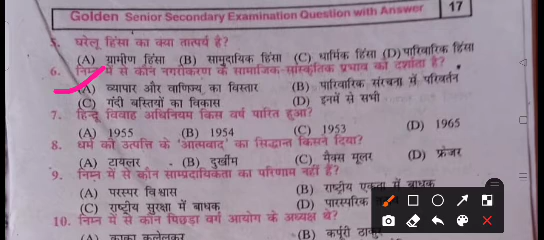 Golden Senior Secondary Examination Question with Answer 17
5. घरेलू हिंसा का क्या तात्पर्य है?
(A) ग्रामीण हिंसा (B) सामुदायिक हिंसा (C) धार्मिक हिंसा (D) पारिवारिक हिंसा
6. निम्न में से कौन नगरीकरण के सामाजिक-सांस्कृतिक प्रभाव को दर्शाता है?
(A) व्यापार और वाणिज्य का विस्तार (B) पारिवारिक संरचना में परिवर्तन
(C) गंदी बस्तियों का विकास (D) इनमें से सभी
7. हिन्दू विवाह अधिनियम किस वर्ष पारित हुआ?
(A) 1955 (B) 1954 (C) 1953 (D) 1965
8. धर्म की उत्पत्ति के 'आत्मवाद' का सिद्धान्त किसने दिया?
(A) टायलर (B) दुर्खीम (C) मैक्स मूलर (D) फ्रेजर
9. निम्न में से कौन साम्प्रदायिकता का परिणाम नहीं है?
(A) परस्पर विश्वास (B) राष्ट्रीय एकता में बाधक
(C) राष्ट्रीय सुरक्षा में बाधक (D) पारस्परिक
10. निम्न में से कौन पिछड़ा वर्ग आयोग के अध्यक्ष थे?
(A) काका कालेलकर (B) कर्पूरी ठाकुर